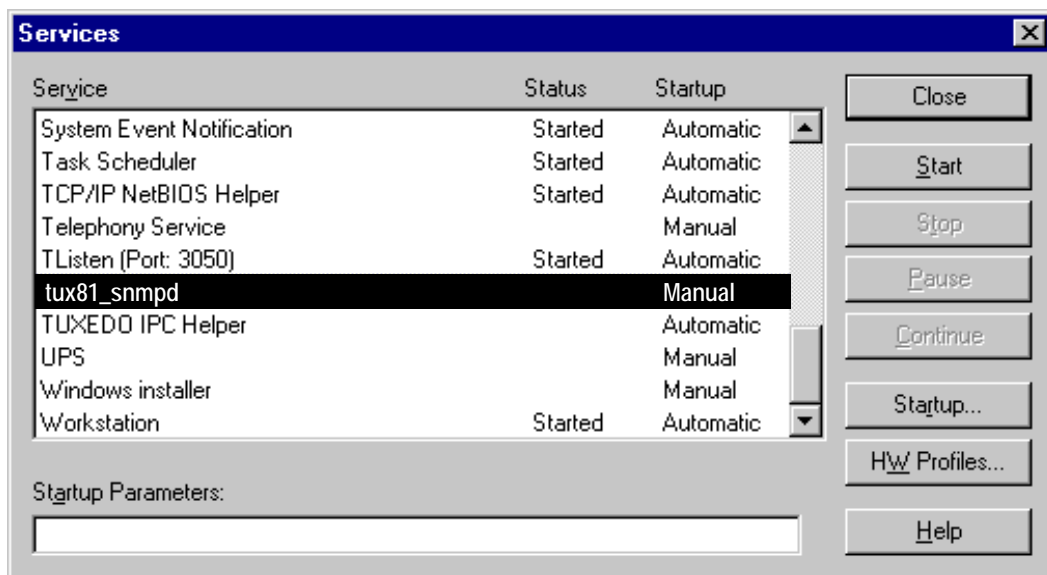 Services
Service Status Startup
System Event Notification Started Automatic
Task Scheduler Started Automatic
TCP/IP NetBIOS Helper Started Automatic
Telephony Service Manual
TListen (Port: 3050) Started Automatic
tux81_snmpd Manual
TUXEDO IPC Helper Automatic
UPS Manual
Windows installer Manual
Workstation Started Automatic
Startup Parameters:
Close
Start
Stop
Pause
Continue
Startup...
HW Profiles...
Help